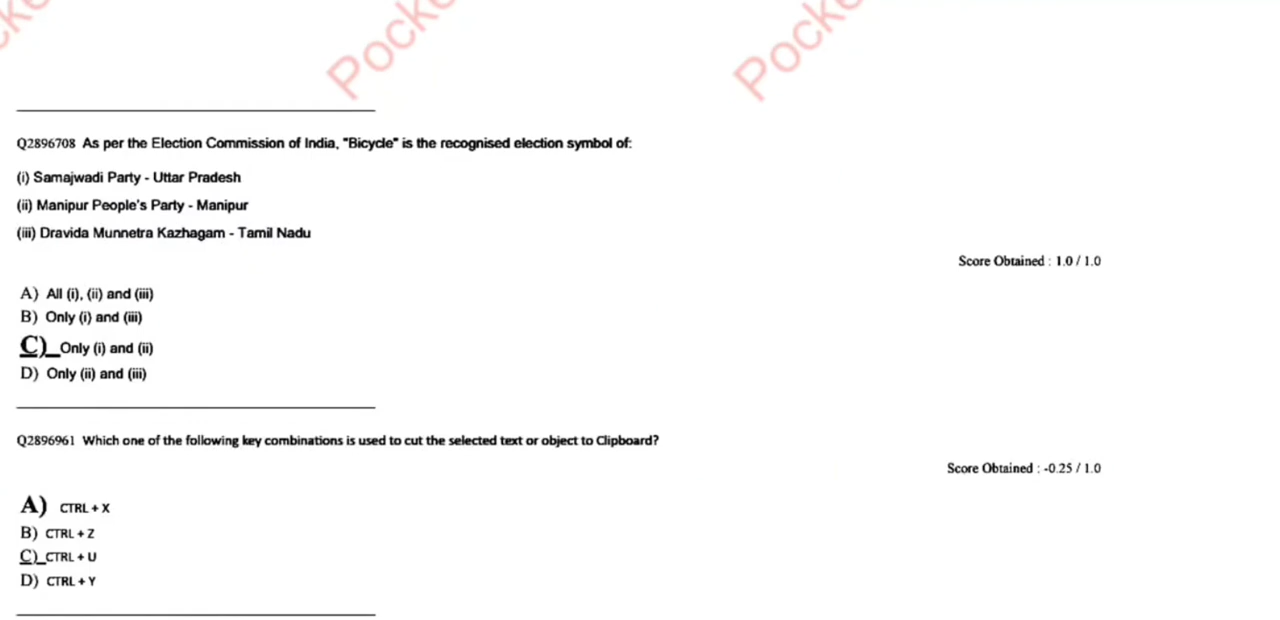 Pocke
Pocke
Q2896708 As per the Election Commission of India, "Bicycle" is the recognised election symbol of:
(i) Samajwadi Party - Uttar Pradesh
(ii) Manipur People's Party - Manipur
(iii) Dravida Munnetra Kazhagam - Tamil Nadu
Score Obtained : 1.0 / 1.0
A) All (i), (ii) and (iii)
B) Only (i) and (iii)
C) Only (i) and (ii)
D) Only (ii) and (iii)
Q2896961 Which one of the following key combinations is used to cut the selected text or object to Clipboard?
Score Obtained : -0.25 / 1.0
A) CTRL + X
B) CTRL + Z
C) CTRL + U
D) CTRL + Y